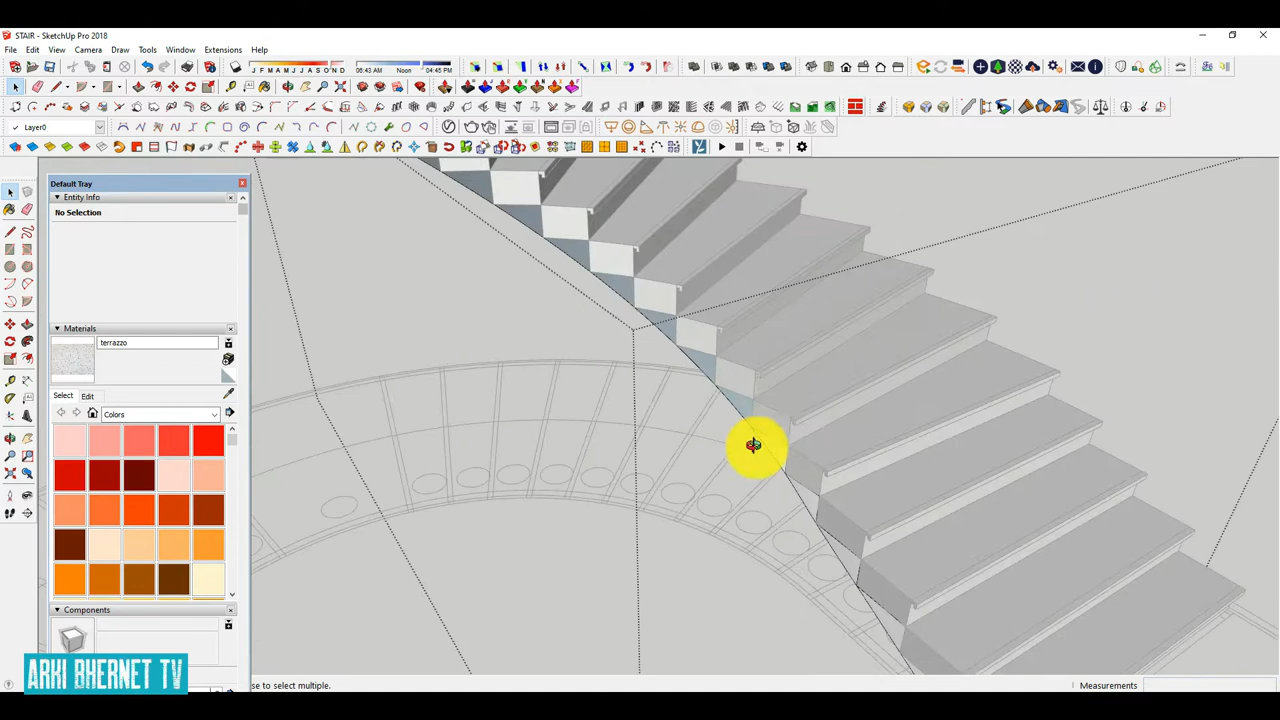 STAIR - SketchUp Pro 2018
File Edit View Camera Draw Tools Window Extensions Help
J F M A M J J A S O N D 06:43 AM Noon 04:45 PM
Layer0
Default Tray
Entity Info
No Selection
Materials
terrazzo
Select Edit
Colors
Components
ARKI BHERNET TV
se to select multiple.
Measurements